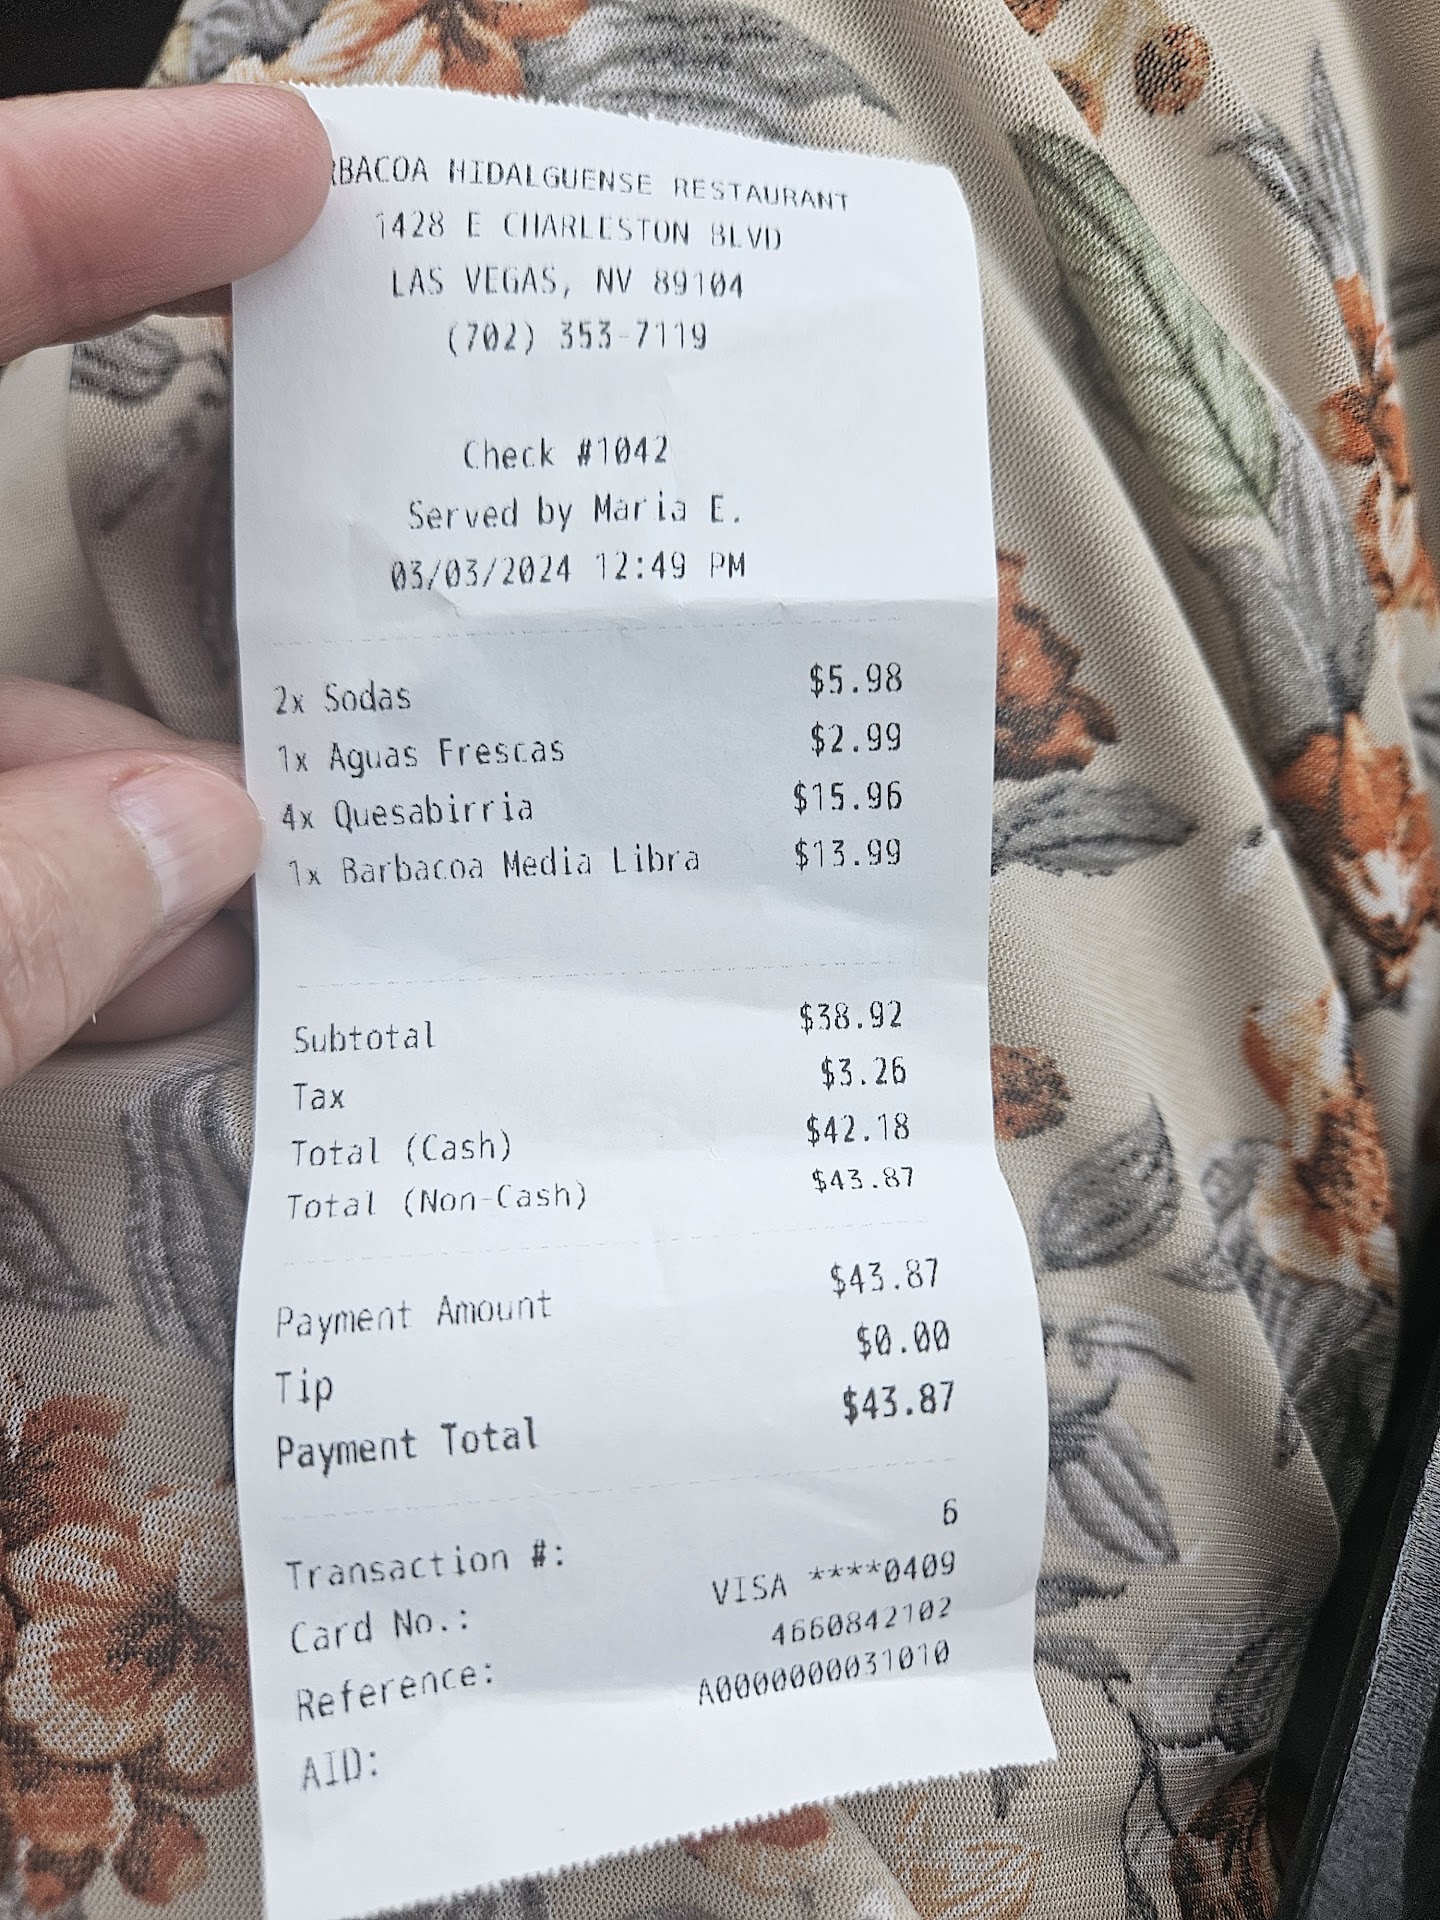 RBACOA HIDALGUENSE RESTAURANT
1428 E CHARLESTON BLVD
LAS VEGAS, NV 89104
(702) 353-7119
Check #1042
Served by Maria E.
03/03/2024 12:49 PM
2x Sodas $5.98
1x Aguas Frescas $2.99
4x Quesabirria $15.96
1x Barbacoa Media Libra $13.99
Subtotal $38.92
Tax $3.26
Total (Cash) $42.18
Total (Non-Cash) $43.87
Payment Amount $43.87
Tip $0.00
Payment Total $43.87
Transaction #: 6
Card No.: VISA ****0409
Reference: 4660842102
AID: A0000000031010